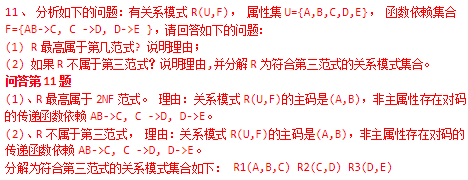 11、 分析如下的问题：有关系模式 R(U,F)， 属性集 U={A,B,C,D,E}， 函数依赖集合
F={AB->C, C ->D, D->E }，请回答如下的问题:
(1) R 最高属于第几范式？说明理由；
(2) 如果 R 不属于第三范式？说明理由，并分解 R 为符合第三范式的关系模式集合。
问答第 11 题
(1)、R 最高属于 2NF 范式。 理由：关系模式 R(U,F)的主码是(A,B)，非主属性存在对码
的传递函数依赖 AB->C, C ->D, D->E。
(2)、R 不属于第三范式， 理由：关系模式 R(U,F)的主码是(A,B)，非主属性存在对码的
传递函数依赖 AB->C, C ->D, D->E。
分解为符合第三范式的关系模式集合如下： R1(A,B,C) R2(C,D) R3(D,E)